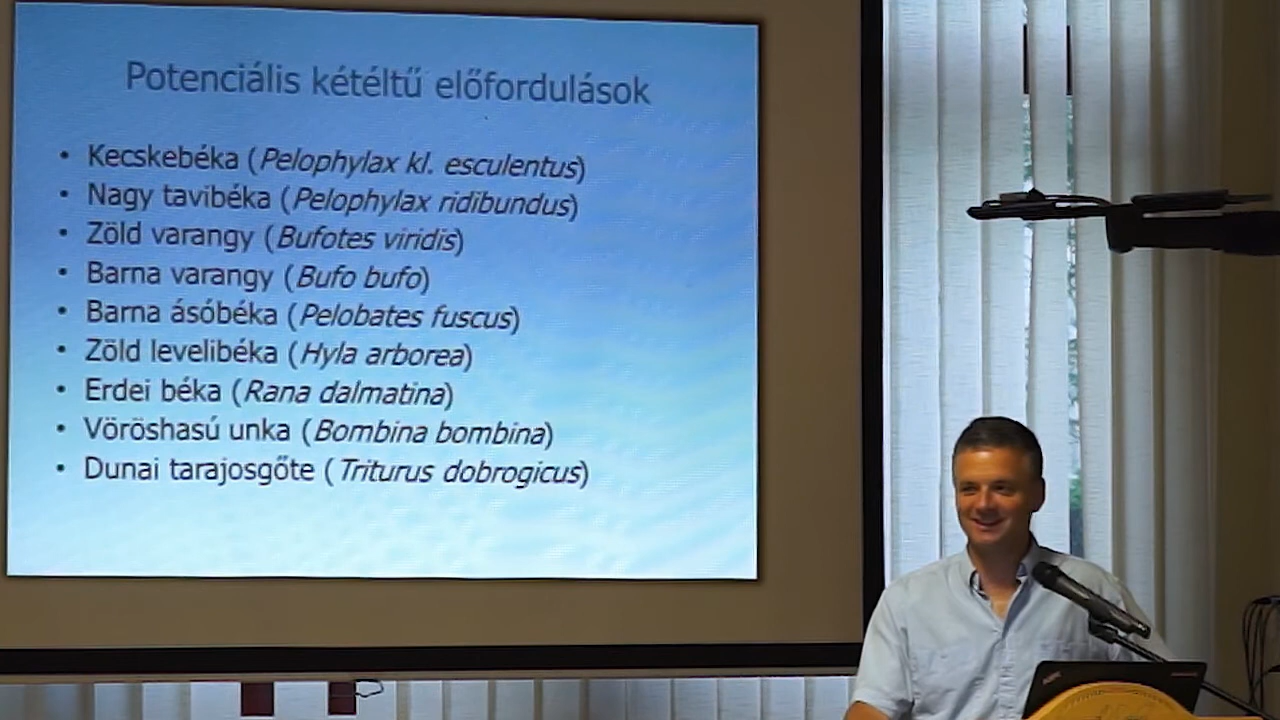 Potenciális kétéltű előfordulások
• Kecskebéka (Pelophylax kl. esculentus)
• Nagy tavibéka (Pelophylax ridibundus)
• Zöld varangy (Bufotes viridis)
• Barna varangy (Bufo bufo)
• Barna ásóbéka (Pelobates fuscus)
• Zöld levelibéka (Hyla arborea)
• Erdei béka (Rana dalmatina)
• Vöröshasú unka (Bombina bombina)
• Dunai tarajosgőte (Triturus dobrogicus)